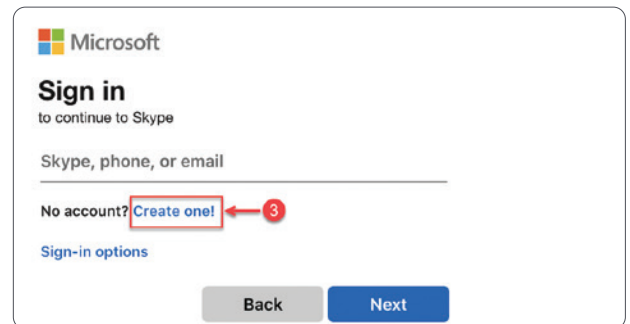 Microsoft
Sign in
to continue to Skype
Skype, phone, or email
No account? Create one! 3
Sign-in options
Back Next